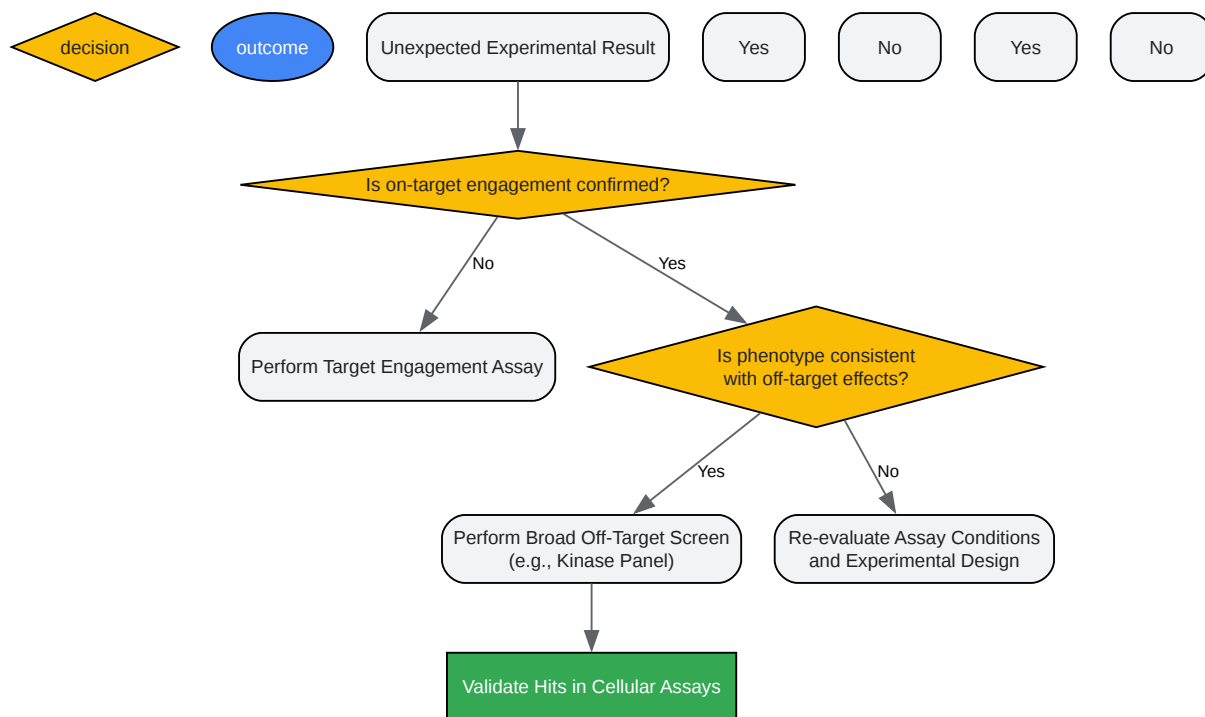 decision
outcome
Unexpected Experimental Result
Yes
No
Yes
No
Is on-target engagement confirmed?
No
Yes
Perform Target Engagement Assay
Is phenotype consistent
with off-target effects?
Yes
No
Perform Broad Off-Target Screen
(e.g., Kinase Panel)
Re-evaluate Assay Conditions
and Experimental Design
Validate Hits in Cellular Assays